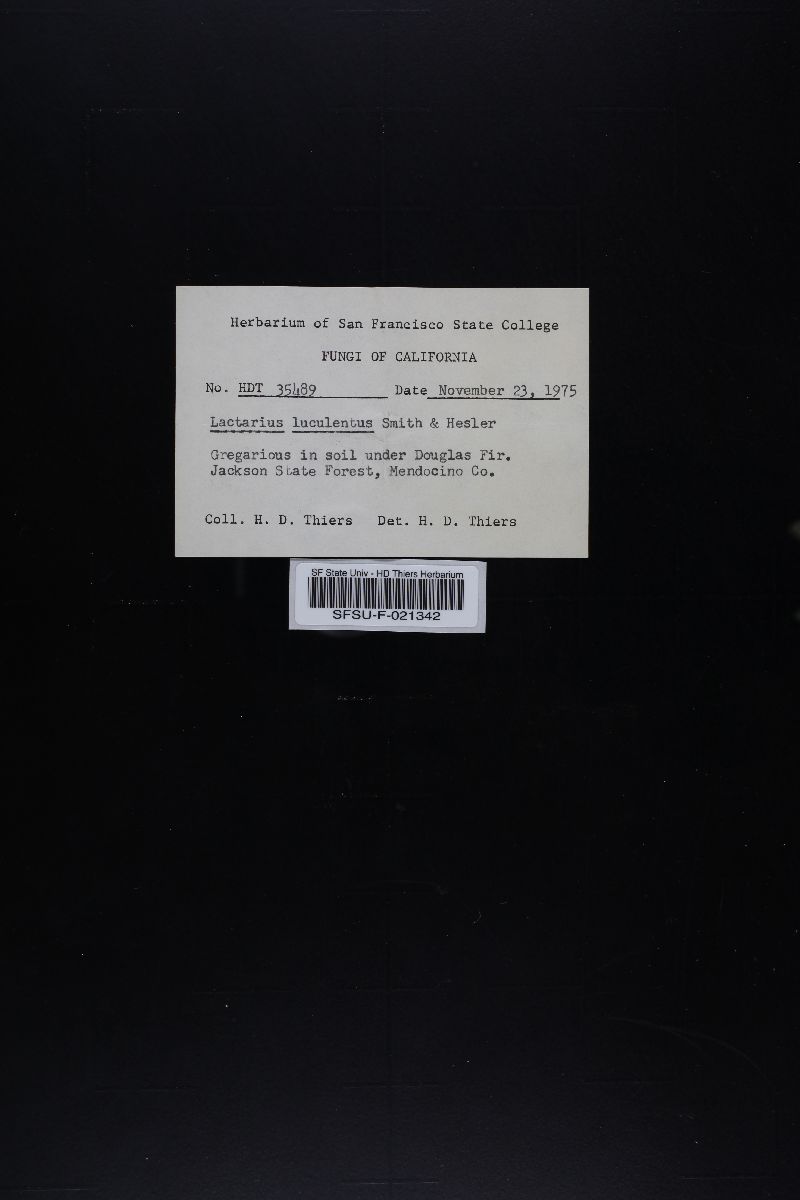 Herbarium of San Francisco State College
FUNGI OF CALIFORNIA
No. HDT 35489 Date November 23, 1975
Lactarius luculentus Smith & Hesler
Gregarious in soil under Douglas Fir.
Jackson State Forest, Mendocino Co.
Coll. H. D. Thiers Det. H. D. Thiers
SF State Univ - HD Thiers Herbarium
SFSU-F-021342